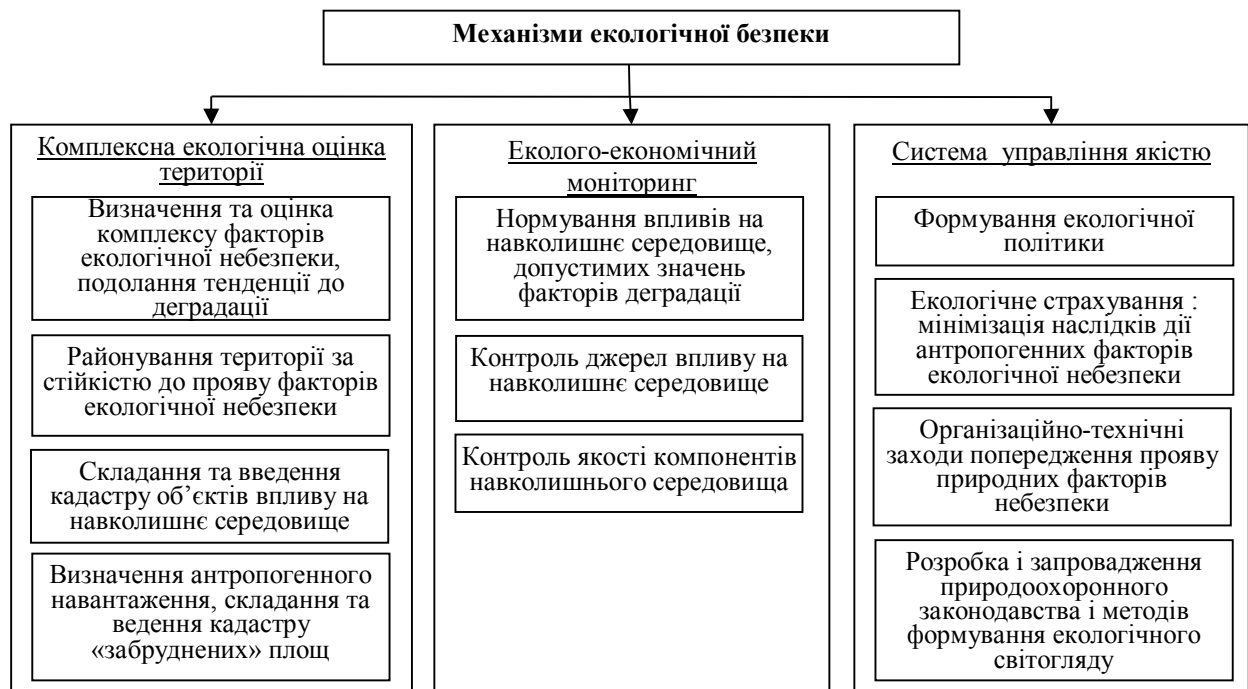 Механізми екологічної безпеки
Комплексна екологічна оцінка
території
Визначення та оцінка
комплексу факторів
екологічної небезпеки,
подолання тенденції до
деградації
Районування території за
стійкістю до прояву факторів
екологічної небезпеки
Складання та введення
кадастру об’єктів впливу на
навколишнє середовище
Визначення антропогенного
навантаження, складання та
ведення кадастру
«забруднених» площ
Еколого-економічний
моніторинг
Нормування впливів на
навколишнє середовище,
допустимих значень
факторів деградації
Контроль джерел впливу на
навколишнє середовище
Контроль якості компонентів
навколишнього середовища
Система управління якістю
Формування екологічної
політики
Екологічне страхування :
мінімізація наслідків дії
антропогенних факторів
екологічної небезпеки
Організаційно-технічні
заходи попередження прояву
природних факторів
небезпеки
Розробка і запровадження
природоохоронного
законодавства і методів
формування екологічного
світогляду